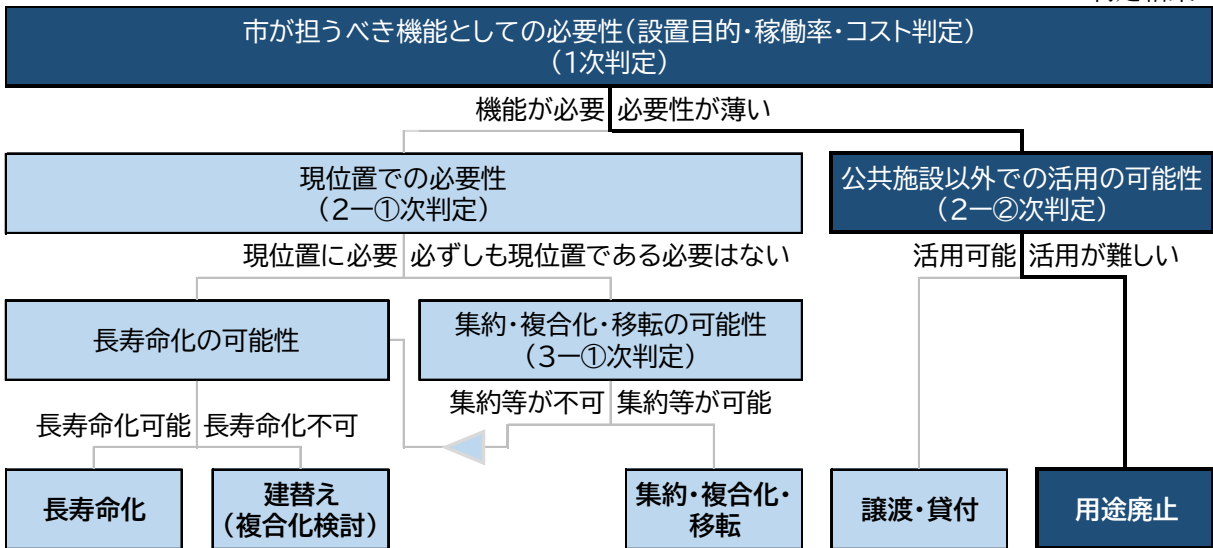 市が担うべき機能としての必要性(設置目的・稼働率・コスト判定)
(1次判定)
機能が必要 必要性が薄い
現位置での必要性
(2ー①次判定)
公共施設以外での活用の可能性
(2ー②次判定)
現位置に必要 必ずしも現位置である必要はない
活用可能 活用が難しい
長寿命化の可能性
集約・複合化・移転の可能性
(3ー①次判定)
長寿命化可能 長寿命化不可
集約等が不可 集約等が可能
長寿命化
建替え
(複合化検討)
集約・複合化・
移転
譲渡・貸付
用途廃止